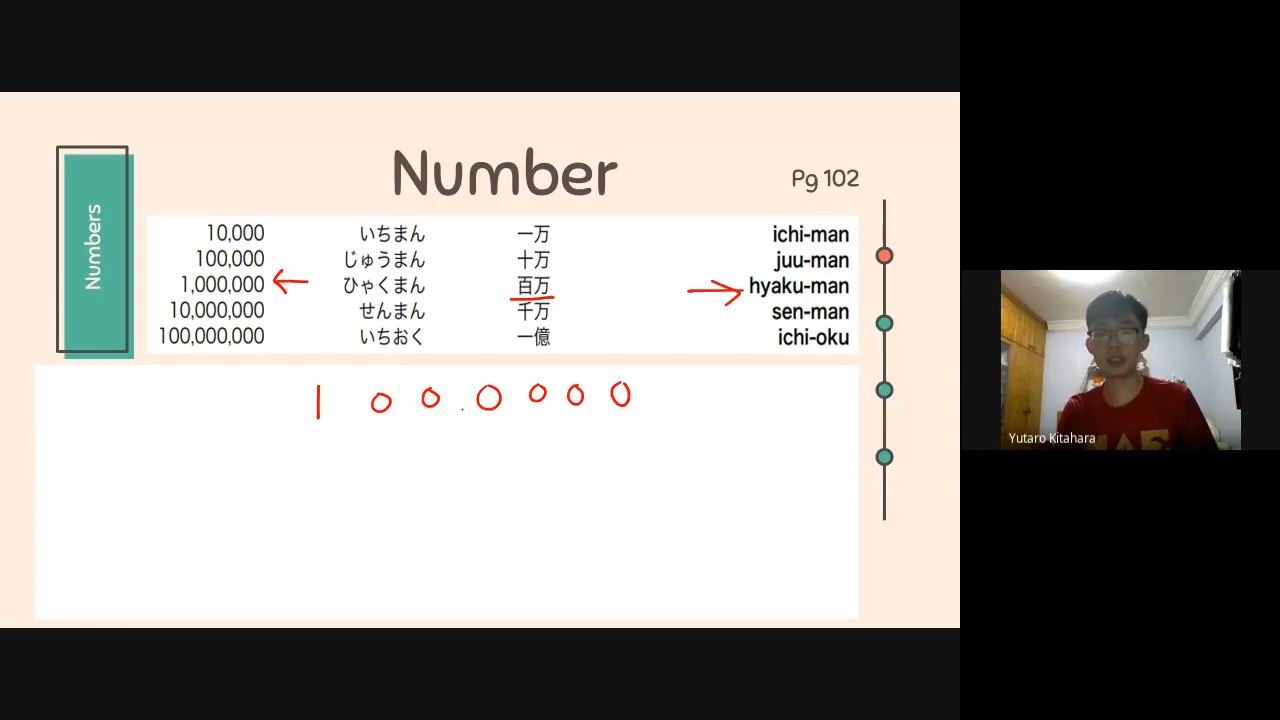 Numbers
Number
Pg 102
10,000 いちまん 一万 ichi-man
100,000 じゅうまん 十万 juu-man
1,000,000 ひゃくまん 百万 hyaku-man
10,000,000 せんまん 千万 sen-man
100,000,000 いちおく 一億 ichi-oku
1 0 0 0 0 0 0
Yutaro Kitahara